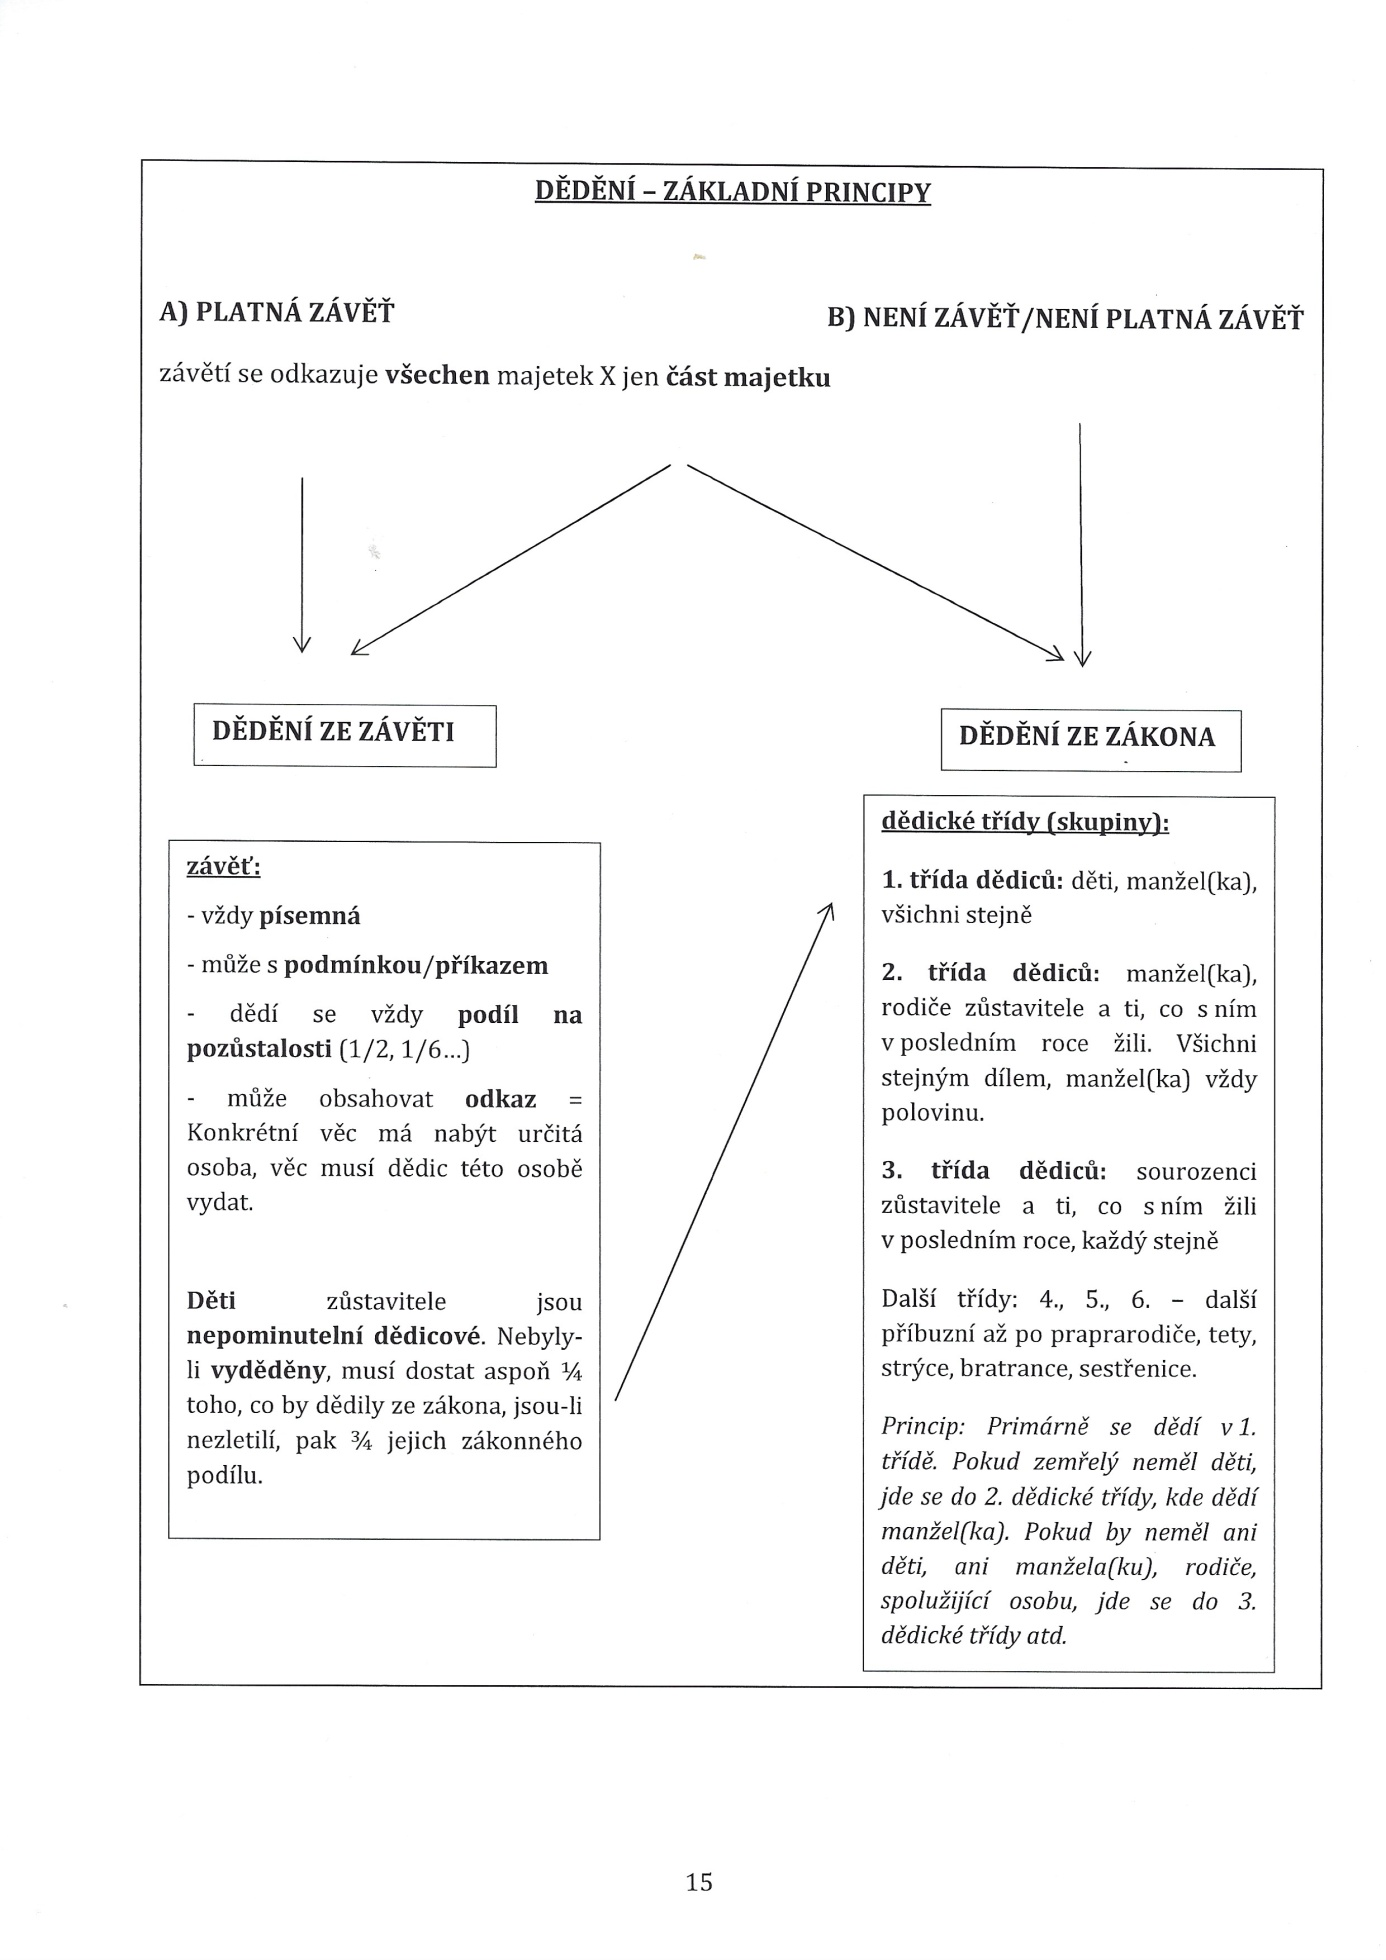 DĚDĚNÍ – ZÁKLADNÍ PRINCIPY
A) PLATNÁ ZÁVĚŤ
B) NENÍ ZÁVĚŤ/NENÍ PLATNÁ ZÁVĚŤ
závětí se odkazuje všechen majetek X jen část majetku
DĚDĚNÍ ZE ZÁVĚTI
DĚDĚNÍ ZE ZÁKONA
závěť:
- vždy písemná
- může s podmínkou/příkazem
- dědí se vždy podíl na
pozůstalosti (1/2, 1/6...)
- může obsahovat odkaz =
Konkrétní věc má nabýt určitá
osoba, věc musí dědic této osobě
vydat.
Děti zůstavitele jsou
nepominutelní dědicové. Nebyly-
li vyděděny, musí dostat aspoň ¼
toho, co by dědily ze zákona, jsou-li
nezletilí, pak ¾ jejich zákonného
podílu.
dědické třídy (skupiny):
1. třída dědiců: děti, manžel(ka),
všichni stejně
2. třída dědiců: manžel(ka),
rodiče zůstavitele a ti, co s ním
v posledním roce žili. Všichni
stejným dílem, manžel(ka) vždy
polovinu.
3. třída dědiců: sourozenci
zůstavitele a ti, co s ním žili
v posledním roce, každý stejně
Další třídy: 4., 5., 6. – další
příbuzní až po praprarodiče, tety,
strýce, bratrance, sestřenice.
Princip: Primárně se dědí v 1.
třídě. Pokud zemřelý neměl děti,
jde se do 2. dědické třídy, kde dědí
manžel(ka). Pokud by neměl ani
děti, ani manžela(ku), rodiče,
spolužijící osobu, jde se do 3.
dědické třídy atd.
15